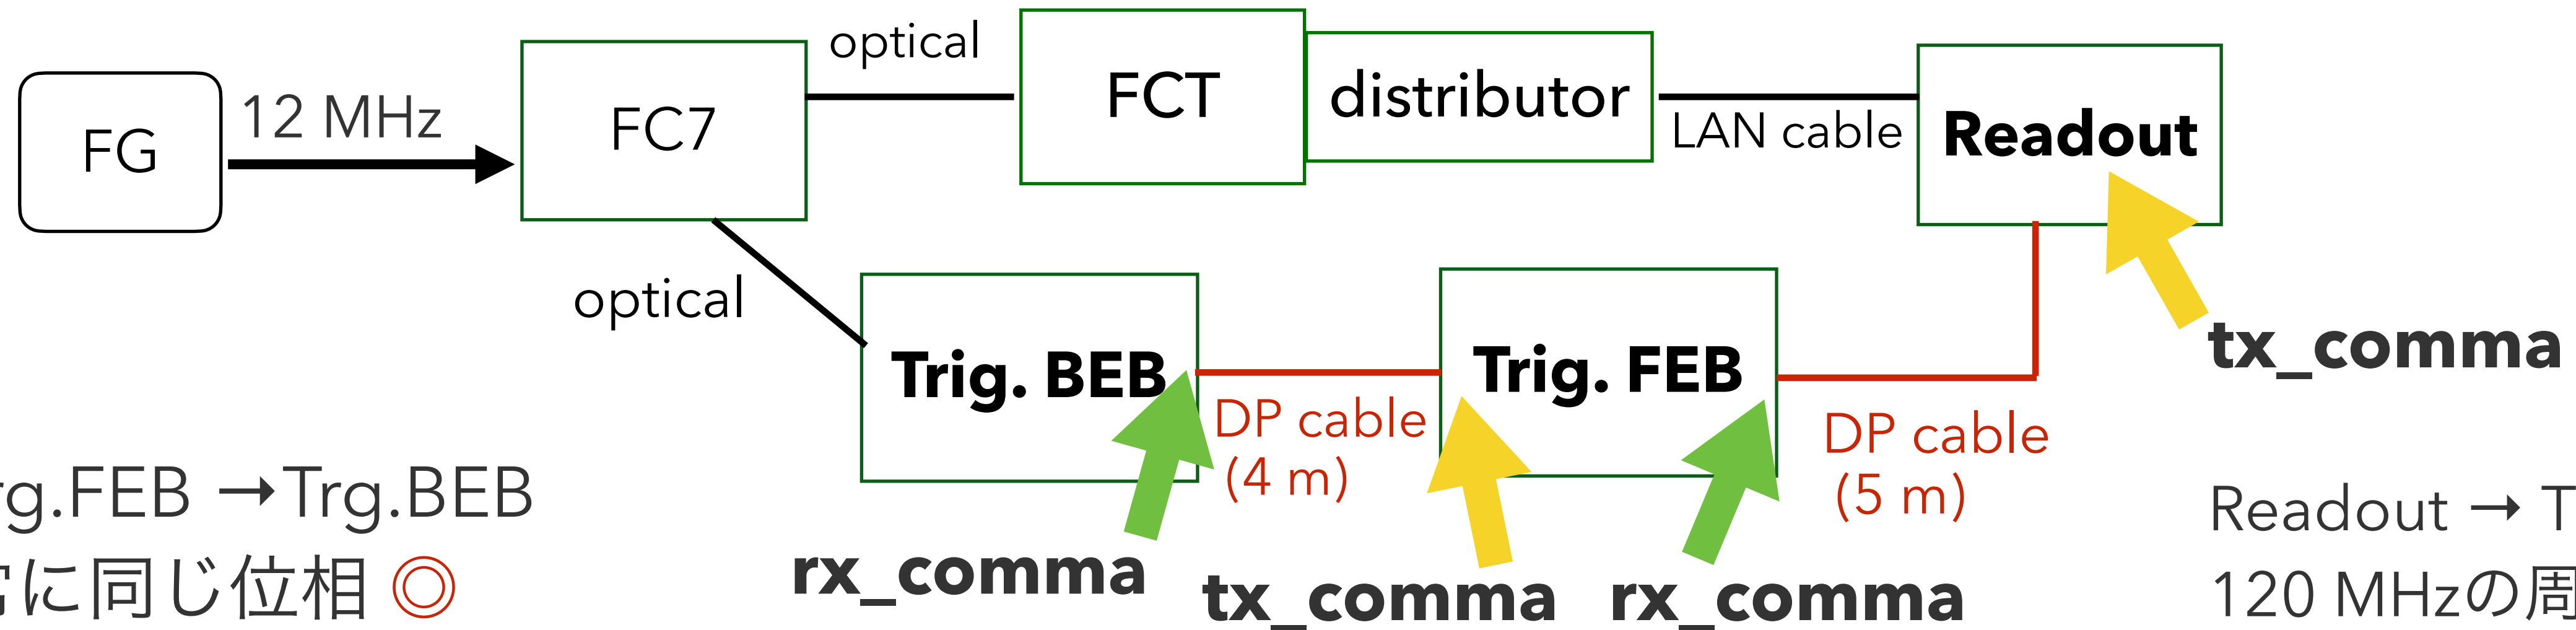 optical
FG
12 MHz
FC7
FCT
distributor
LAN cable
Readout
optical
Trig. BEB
DP cable
(4 m)
Trig. FEB
DP cable
(5 m)
tx_comma
rx_comma
tx_comma
rx_comma
g.FEB →Trg.BEB
に同じ位相 ◎
Readout →
120 MHzの